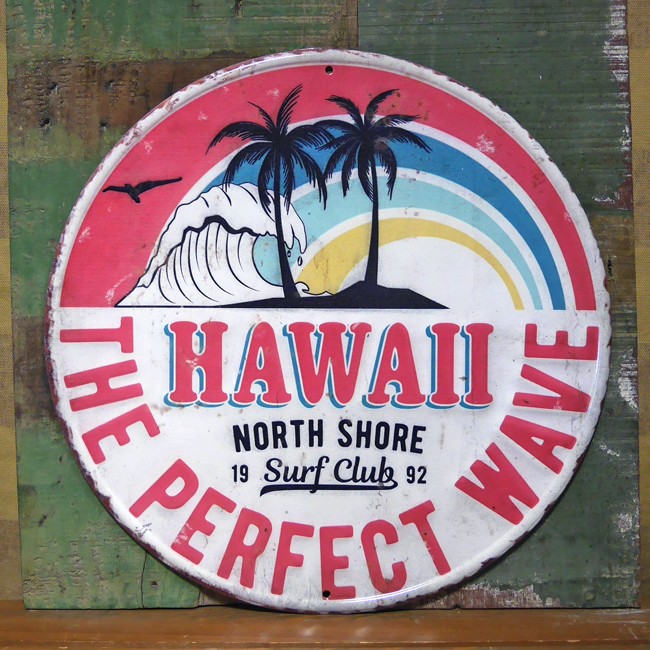 HAWAII
NORTH SHORE
19 Surf Club 92
THE PERFECT WAVE